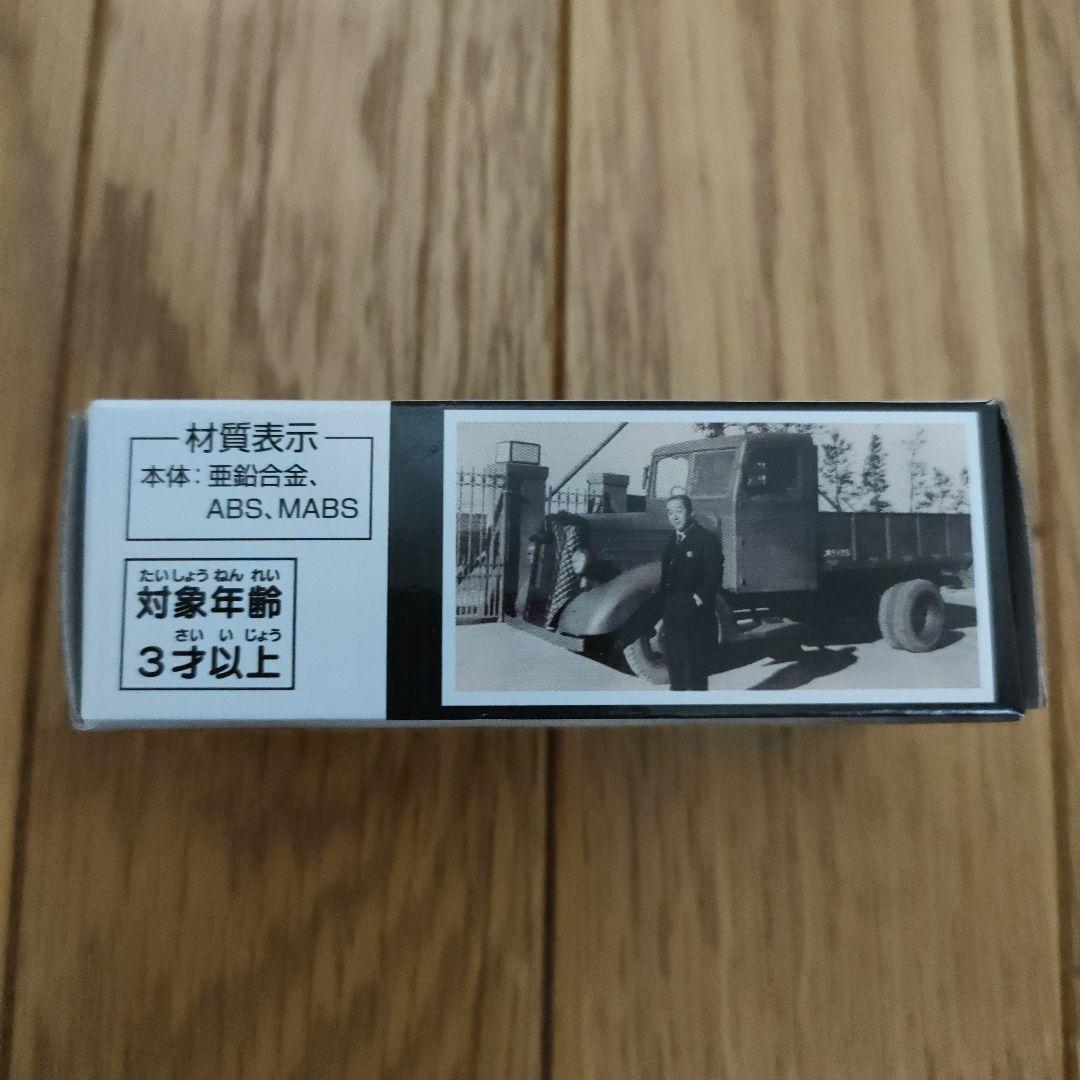 材質表示
本体：亜鉛合金、
ABS、MABS
たいしょう ねん れい
対象年齢
さい い じょう
3才以上